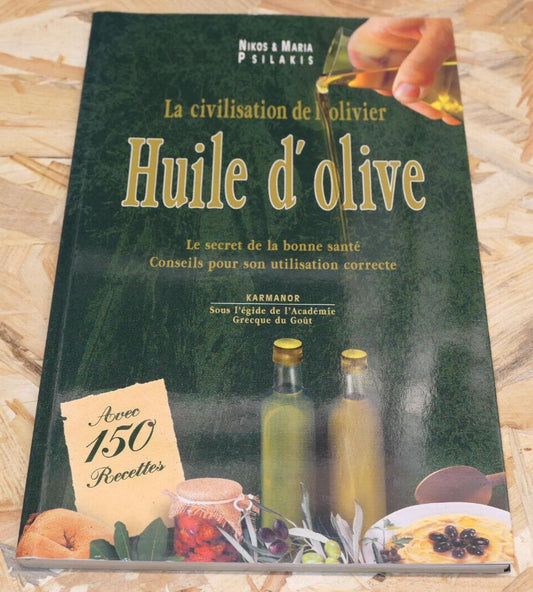 NIKOS & MARIA
PSILAKIS
La civilisation de l'olivier
Huile d'olive
Le secret de la bonne santé
Conseils pour son utilisation correcte
KARMANOR
Sous l'égide de l'Académie
Grecque du Goût
Avec
150
Recettes